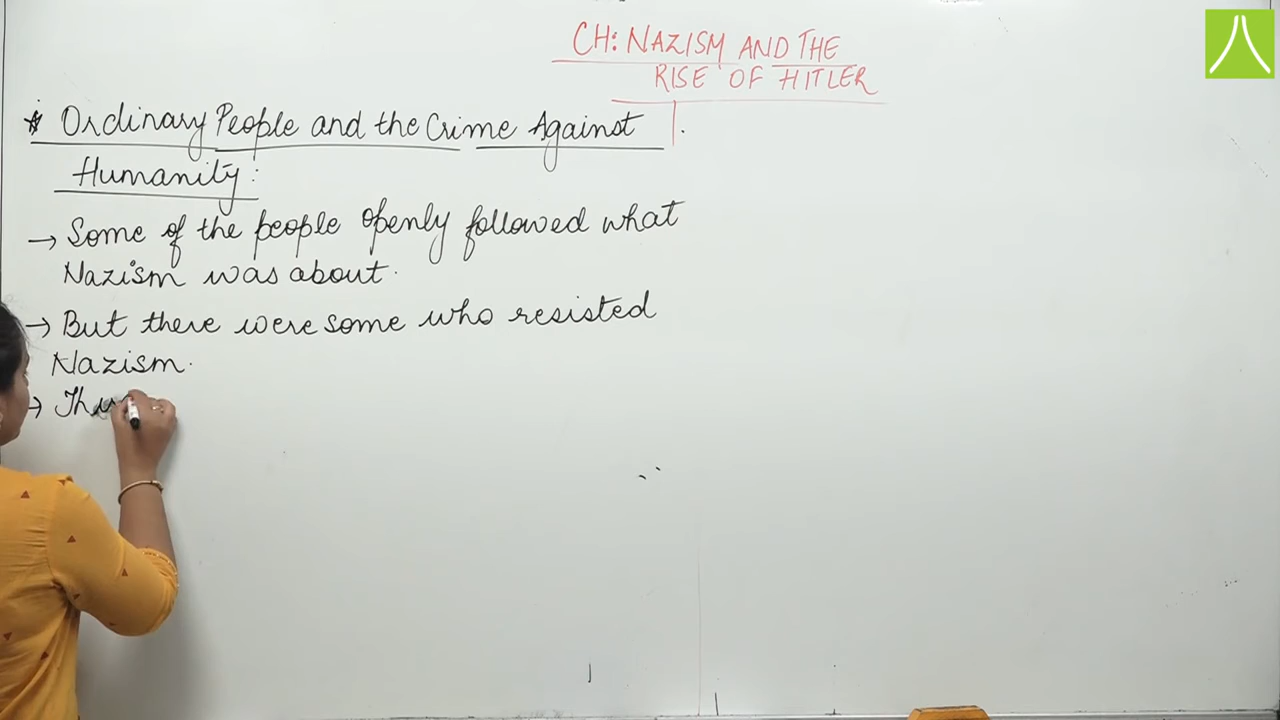 CH: NAZISM AND THE
RISE OF HITLER
* Ordinary People and the Crime Against
Humanity:
→ Some of the people openly followed what
Nazism was about.
→ But there were some who resisted
Nazism.
→